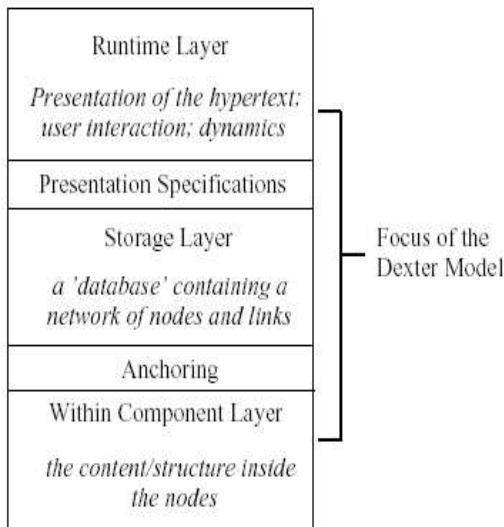 Runtime Layer
Presentation of the hypertext;
user interaction; dynamics
Presentation Specifications
Storage Layer
a 'database' containing a
network of nodes and links
Anchoring
Within Component Layer
the content/structure inside
the nodes
Focus of the
Dexter Model